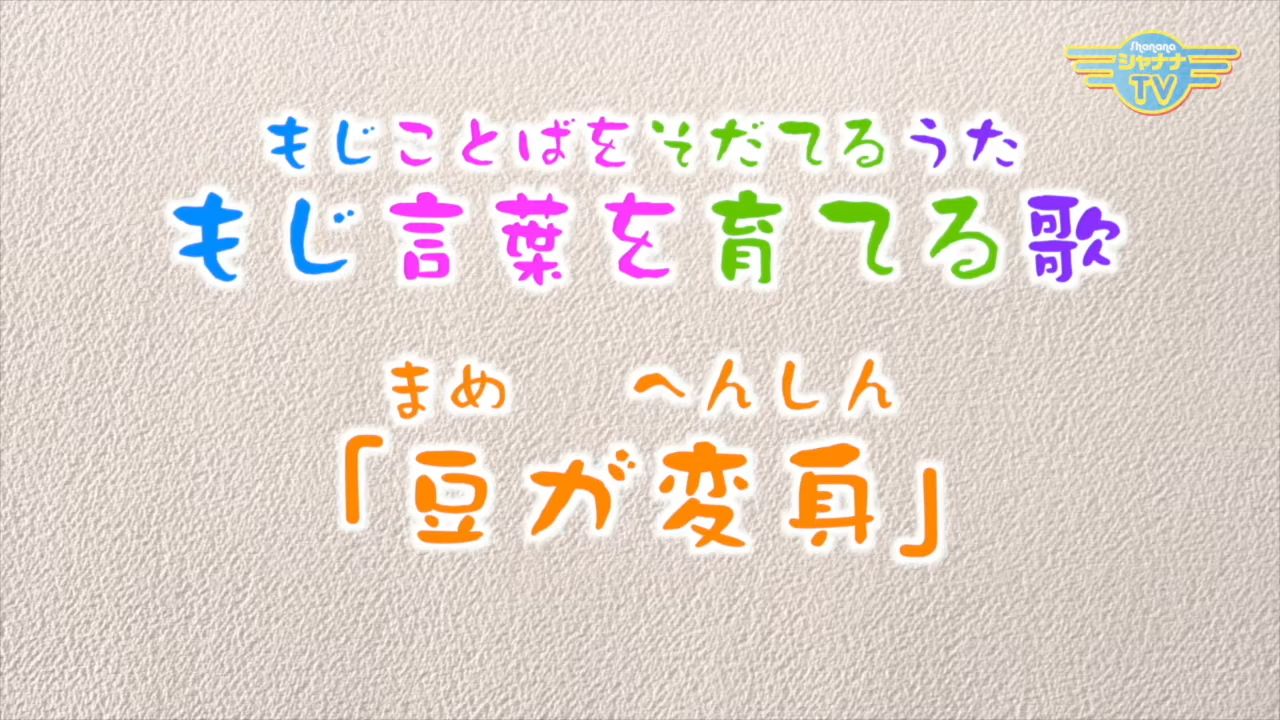 Shanana
シャナナ
TV
もじことばをそだてるうた
もじ言葉を育てる歌
まめ へんしん
「豆が変身」